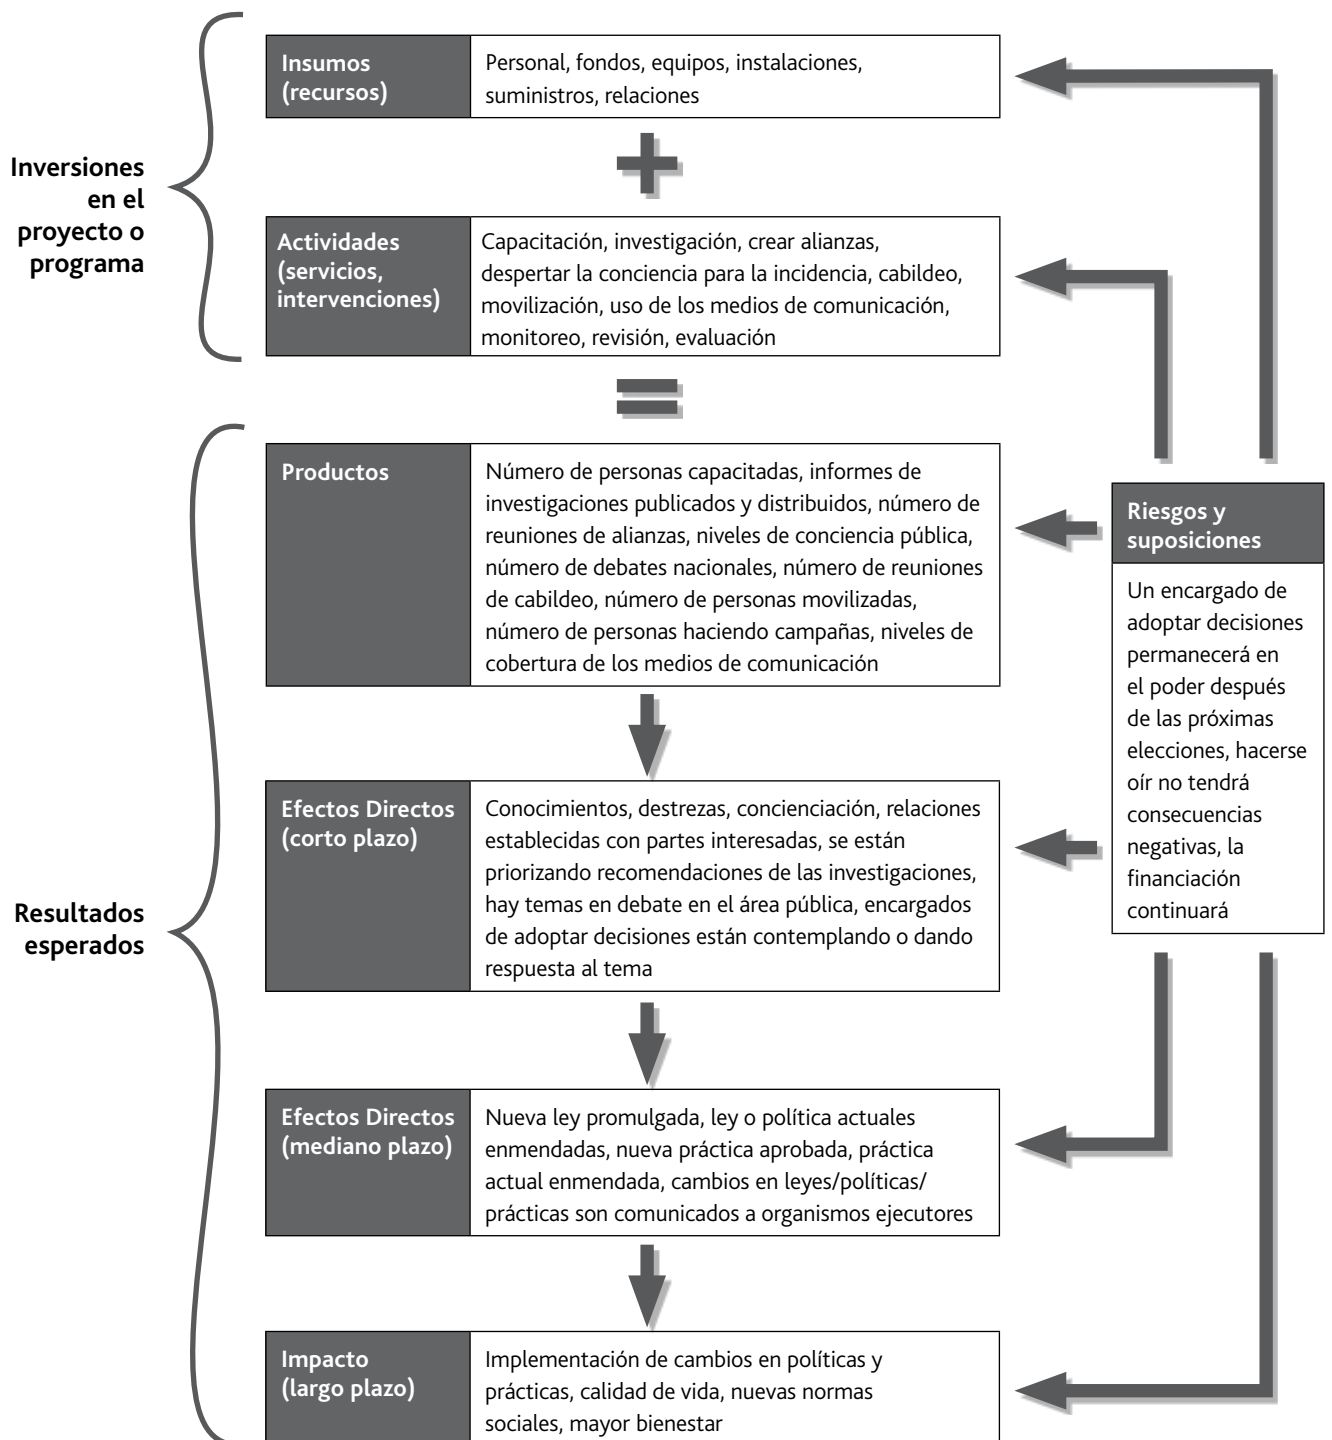 Inversiones
en el
proyecto o
programa
Insumos
(recursos)
Personal, fondos, equipos, instalaciones,
suministros, relaciones
+
Actividades
(servicios,
intervenciones)
Capacitación, investigación, crear alianzas,
despertar la conciencia para la incidencia, cabildeo,
movilización, uso de los medios de comunicación,
monitoreo, revisión, evaluación
=
Resultados
esperados
Productos
Número de personas capacitadas, informes de
investigaciones publicados y distribuidos, número de
reuniones de alianzas, niveles de conciencia pública,
número de debates nacionales, número de reuniones
de cabildeo, número de personas movilizadas,
número de personas haciendo campañas, niveles de
cobertura de los medios de comunicación
Efectos Directos
(corto plazo)
Conocimientos, destrezas, concienciación, relaciones
establecidas con partes interesadas, se están
priorizando recomendaciones de las investigaciones,
hay temas en debate en el área pública, encargados
de adoptar decisiones están contemplando o dando
respuesta al tema
Efectos Directos
(mediano plazo)
Nueva ley promulgada, ley o política actuales
enmendadas, nueva práctica aprobada, práctica
actual enmendada, cambios en leyes/políticas/
prácticas son comunicados a organismos ejecutores
Impacto
(largo plazo)
Implementación de cambios en políticas y
prácticas, calidad de vida, nuevas normas
sociales, mayor bienestar
Riesgos y
suposiciones
Un encargado de
adoptar decisiones
permanecerá en
el poder después
de las próximas
elecciones, hacerse
oír no tendrá
consecuencias
negativas, la
financiación
continuará